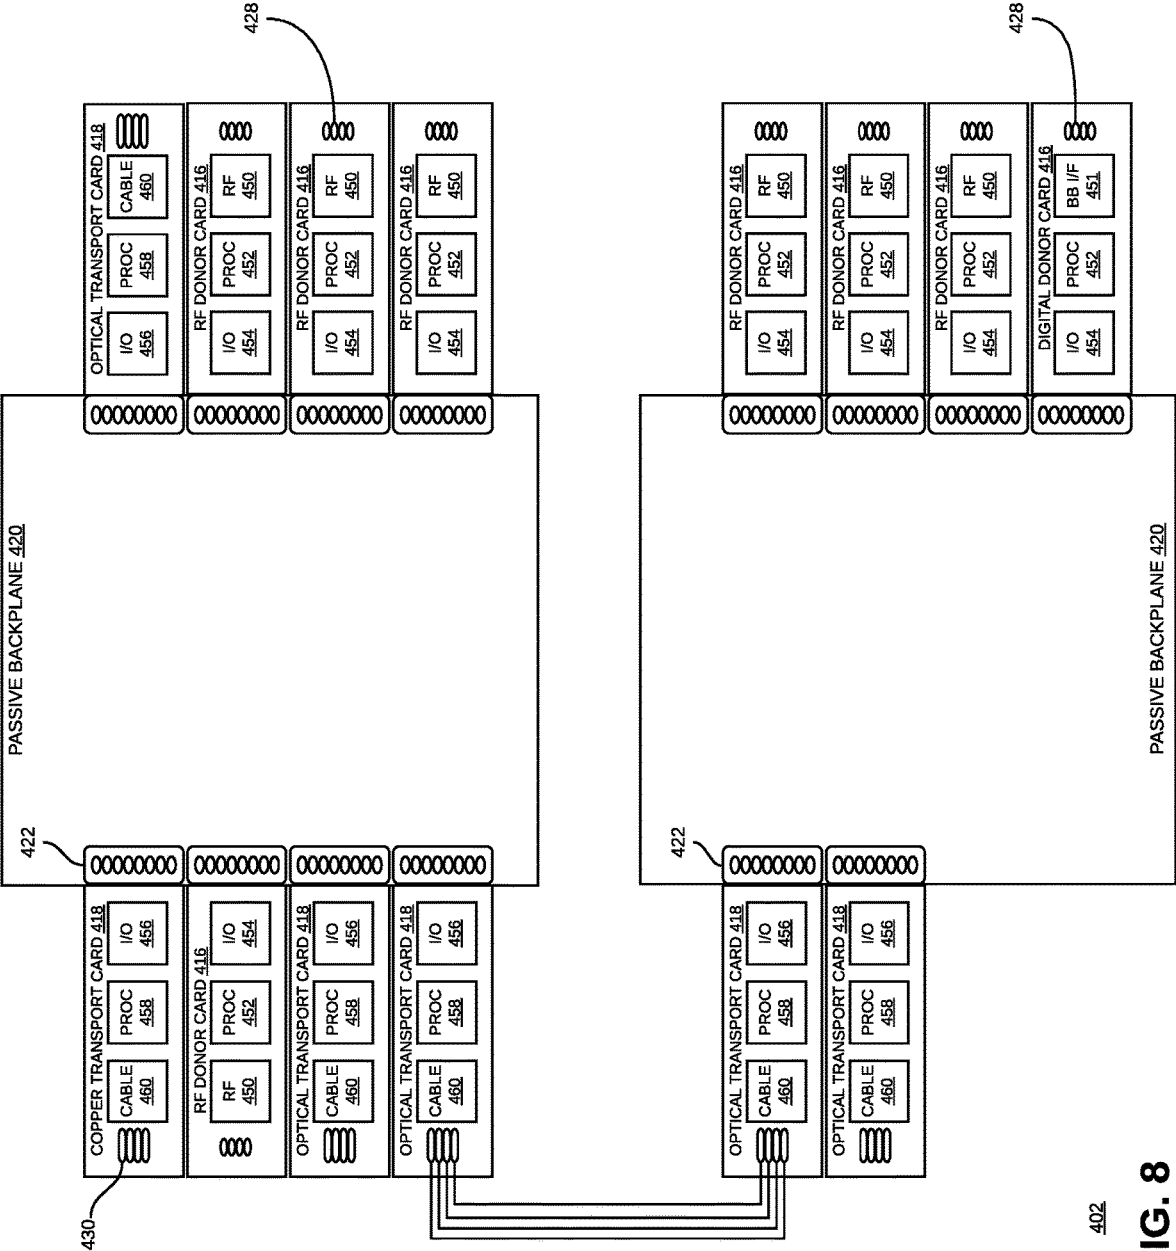 PASSIVE BACKPLANE 420
430
422
428
COPPER TRANSPORT CARD 418
CABLE
460
PROC
458
I/O
456
RF DONOR CARD 416
RF
450
PROC
452
I/O
454
OPTICAL TRANSPORT CARD 418
CABLE
460
PROC
458
I/O
456
OPTICAL TRANSPORT CARD 418
CABLE
460
PROC
458
I/O
456
OPTICAL TRANSPORT CARD 418
I/O
456
PROC
458
CABLE
460
RF DONOR CARD 416
I/O
454
PROC
452
RF
450
RF DONOR CARD 416
I/O
454
PROC
452
RF
450
RF DONOR CARD 416
I/O
454
PROC
452
RF
450
422
428
OPTICAL TRANSPORT CARD 418
CABLE
460
PROC
458
I/O
456
OPTICAL TRANSPORT CARD 418
CABLE
460
PROC
458
I/O
456
RF DONOR CARD 416
I/O
454
PROC
452
RF
450
RF DONOR CARD 416
I/O
454
PROC
452
RF
450
RF DONOR CARD 416
I/O
454
PROC
452
RF
450
DIGITAL DONOR CARD 416
I/O
454
PROC
452
BB I/F
451
PASSIVE BACKPLANE 420
402
IG. 8